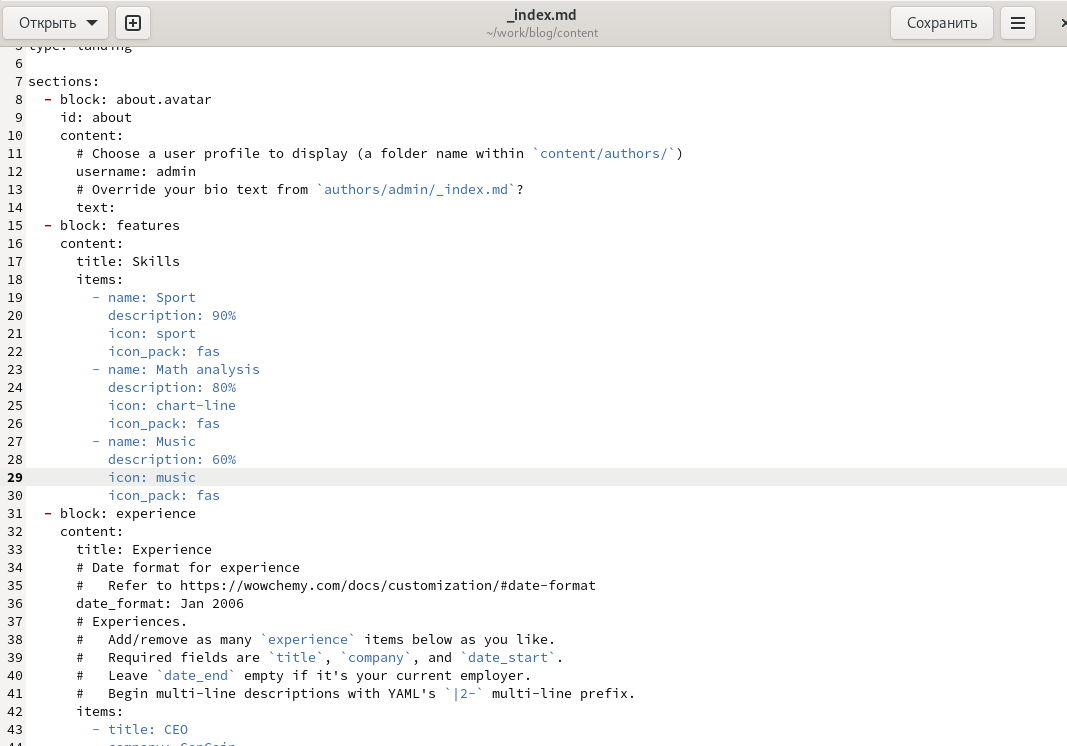 Открыть
_index.md
~/work/blog/content
Сохранить
5 type: landing
6
7 sections:
8   - block: about.avatar
9     id: about
10     content:
11       # Choose a user profile to display (a folder name within `content/authors/`)
12       username: admin
13       # Override your bio text from `authors/admin/_index.md`?
14       text:
15   - block: features
16     content:
17       title: Skills
18       items:
19         - name: Sport
20           description: 90%
21           icon: sport
22           icon_pack: fas
23         - name: Math analysis
24           description: 80%
25           icon: chart-line
26           icon_pack: fas
27         - name: Music
28           description: 60%
29           icon: music
30           icon_pack: fas
31   - block: experience
32     content:
33       title: Experience
34       # Date format for experience
35       #   Refer to https://wowchemy.com/docs/customization/#date-format
36       date_format: Jan 2006
37       # Experiences.
38       #   Add/remove as many `experience` items below as you like.
39       #   Required fields are `title`, `company`, and `date_start`.
40       #   Leave `date_end` empty if it's your current employer.
41       #   Begin multi-line descriptions with YAML's `|2-` multi-line prefix.
42       items:
43         - title: CEO
44           company: GenCoin